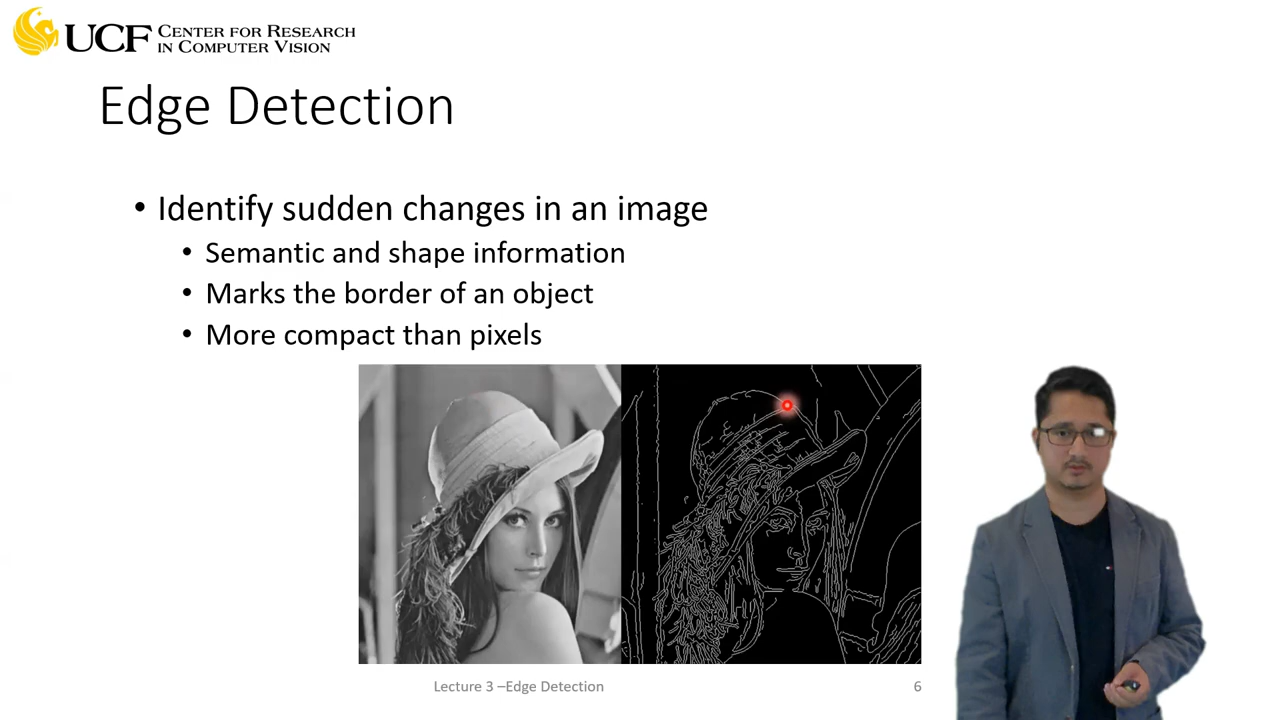 UCF CENTER FOR RESEARCH
IN COMPUTER VISION
Edge Detection
• Identify sudden changes in an image
• Semantic and shape information
• Marks the border of an object
• More compact than pixels
Lecture 3 –Edge Detection
6